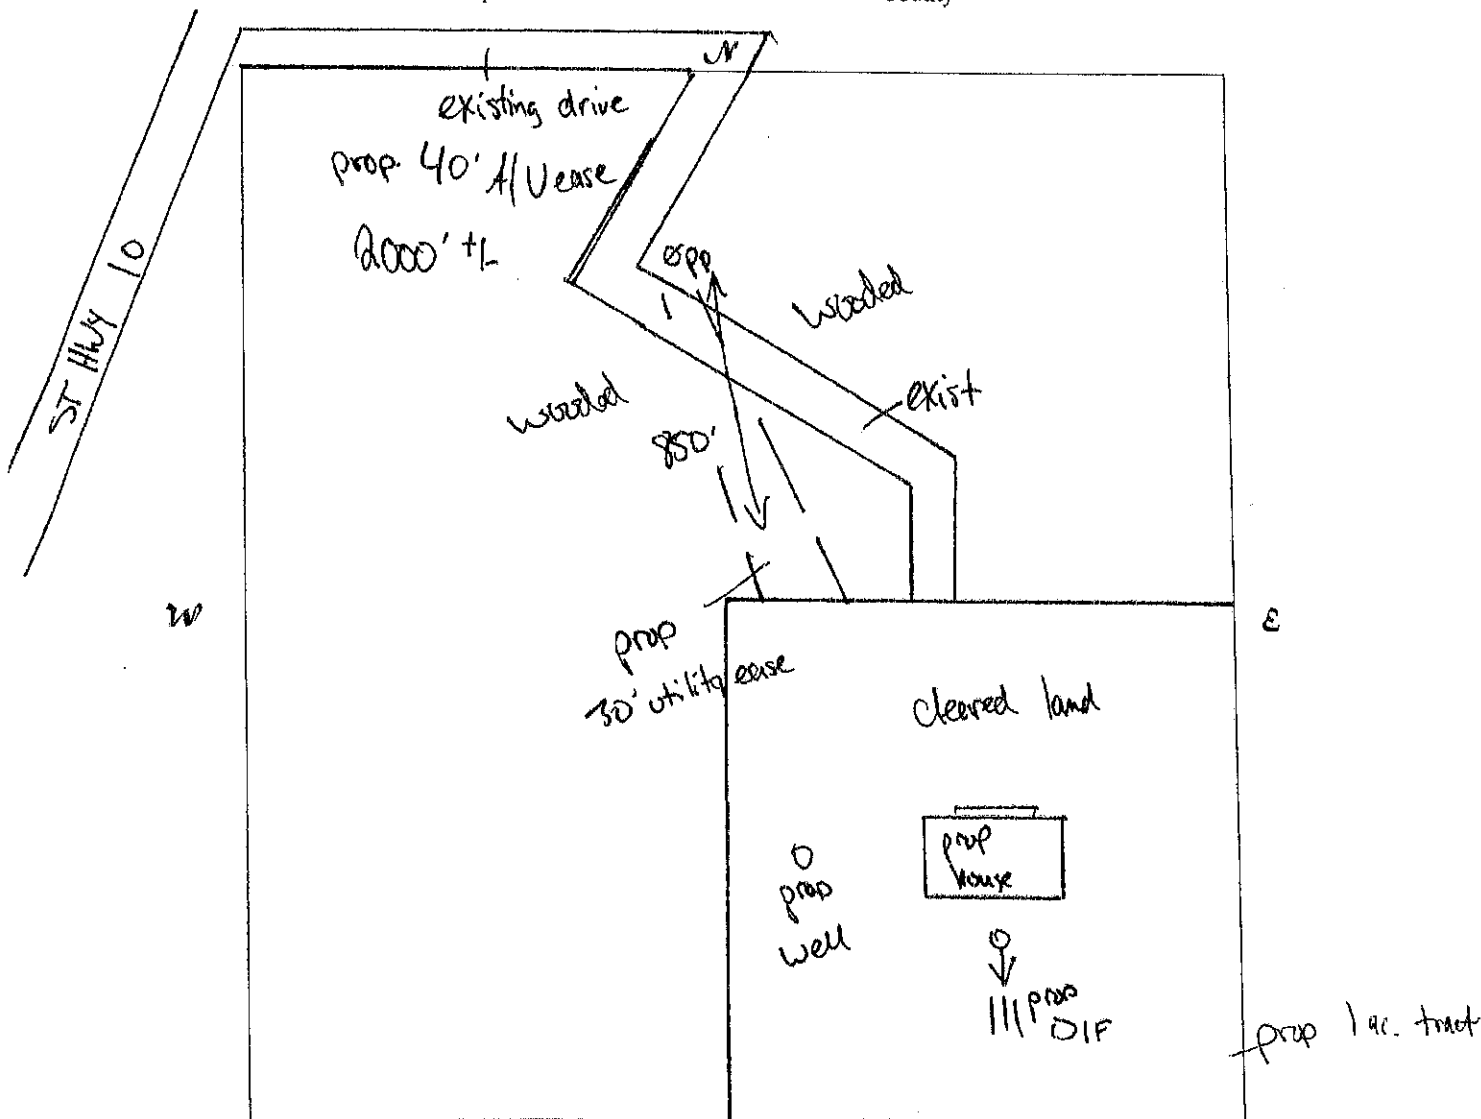 N
existing drive
prop. 40' A/U ease
2000' +/-
ST HWY 10
pp
wooded
wooded
exist
850'
W
E
prop
30' utility ease
cleared land
prop
house
prop
well
prop
D/F
prop 1 ac. tract